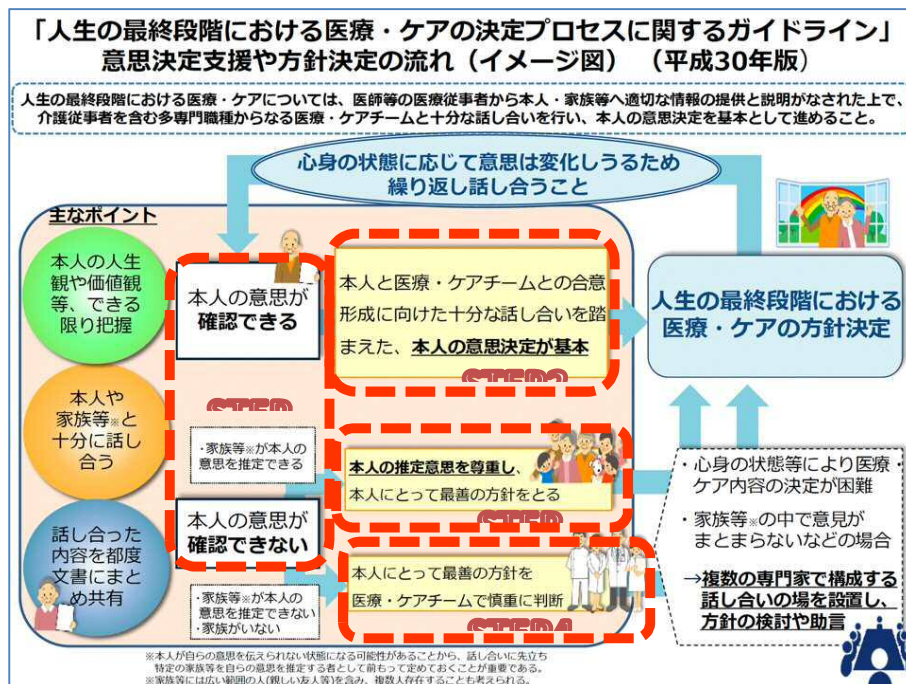 「人生の最終段階における医療・ケアの決定プロセスに関するガイドライン」
意思決定支援や方針決定の流れ（イメージ図）（平成30年版）
人生の最終段階における医療・ケアについては、医師等の医療従事者から本人・家族等へ適切な情報の提供と説明がなされた上で、
介護従事者を含む多専門職種からなる医療・ケアチームと十分な話し合いを行い、本人の意思決定を基本として進めること。
心身の状態に応じて意思は変化しうるため
繰り返し話し合うこと
主なポイント
本人の人生
観や価値観
等、できる
限り把握
本人や
家族等※と
十分に話し
合う
話し合った
内容を都度
文書にまと
め共有
本人の意思が
確認できる
本人と医療・ケアチームとの合意
形成に向けた十分な話し合いを踏
まえた、本人の意思決定が基本
人生の最終段階における
医療・ケアの方針決定
STEP
・家族等※が本人の
意思を推定できる
本人の推定意思を尊重し、
本人にとって最善の方針をとる
STEP
本人の意思が
確認できない
・家族等※が本人の
意思を推定できない
・家族がいない
本人にとって最善の方針を
医療・ケアチームで慎重に判断
STEP4
・心身の状態等により医療・
ケア内容の決定が困難
・家族等※の中で意見が
まとまらないなどの場合
→複数の専門家で構成する
話し合いの場を設置し、
方針の検討や助言
※本人が自らの意思を伝えられない状態になる可能性があることから、話し合いに先立ち
特定の家族等を自らの意思を推定する者として前もって定めておくことが重要である。
※家族等には広い範囲の人(親しい友人等)を含み、複数人存在することも考えられる。